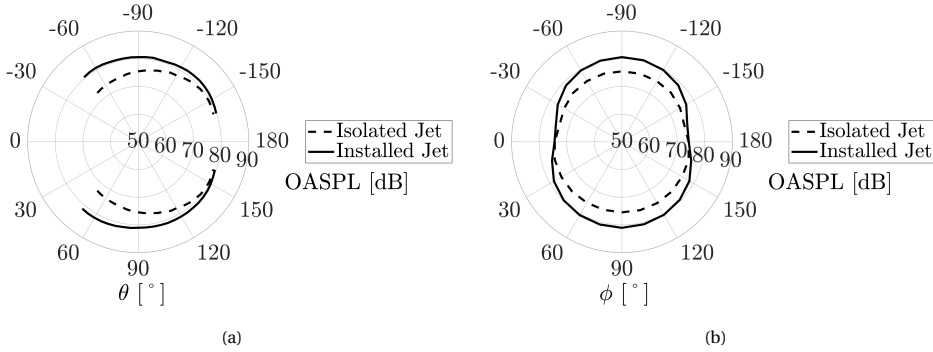 -90
-60
-120
-30
-150
0
50 60 70 80 90
180
30
150
60
120
90
θ [°]
Isolated Jet
Installed Jet
OASPL [dB]
(a)
-90
-60
-120
-30
-150
0
50 60 70 80 90
180
30
150
60
120
90
ϕ [°]
Isolated Jet
Installed Jet
OASPL [dB]
(b)